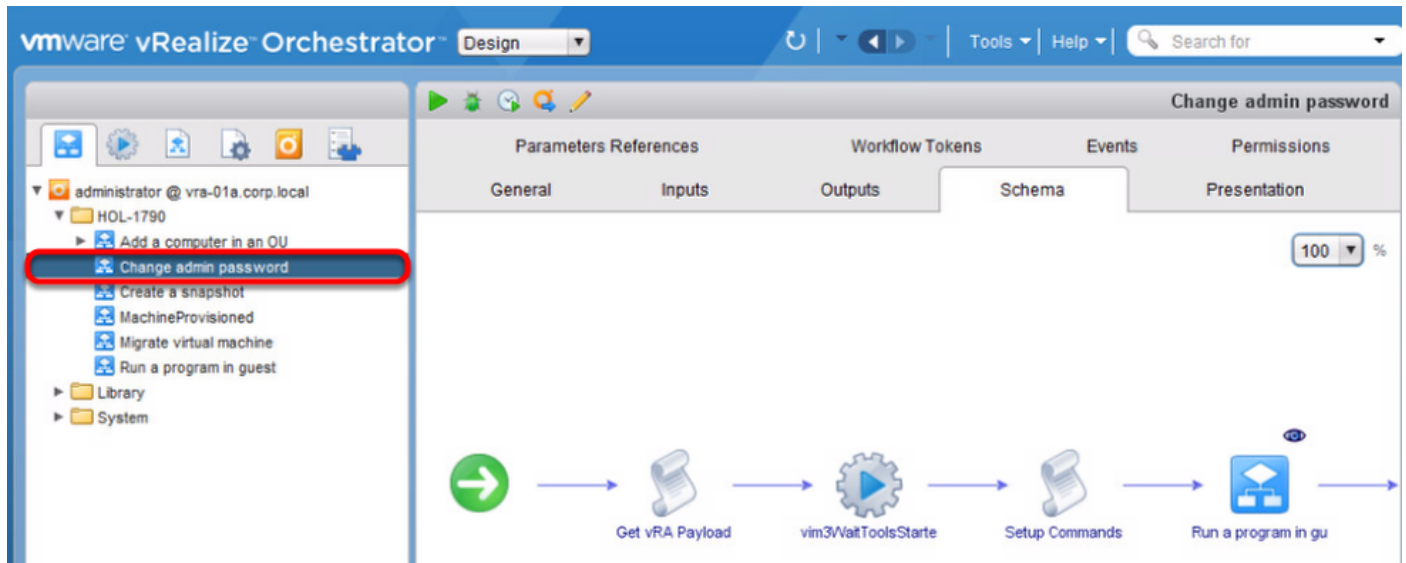 vmware vRealize Orchestrator Design Tools Help Search for
Change admin password
Parameters References Workflow Tokens Events Permissions
General Inputs Outputs Schema Presentation
administrator @ vra-01a.corp.local
HOL-1790
Add a computer in an OU
Change admin password
Create a snapshot
MachineProvisioned
Migrate virtual machine
Run a program in guest
Library
System
100 %
Get vRA Payload vim3WaitToolsStarte Setup Commands Run a program in gu